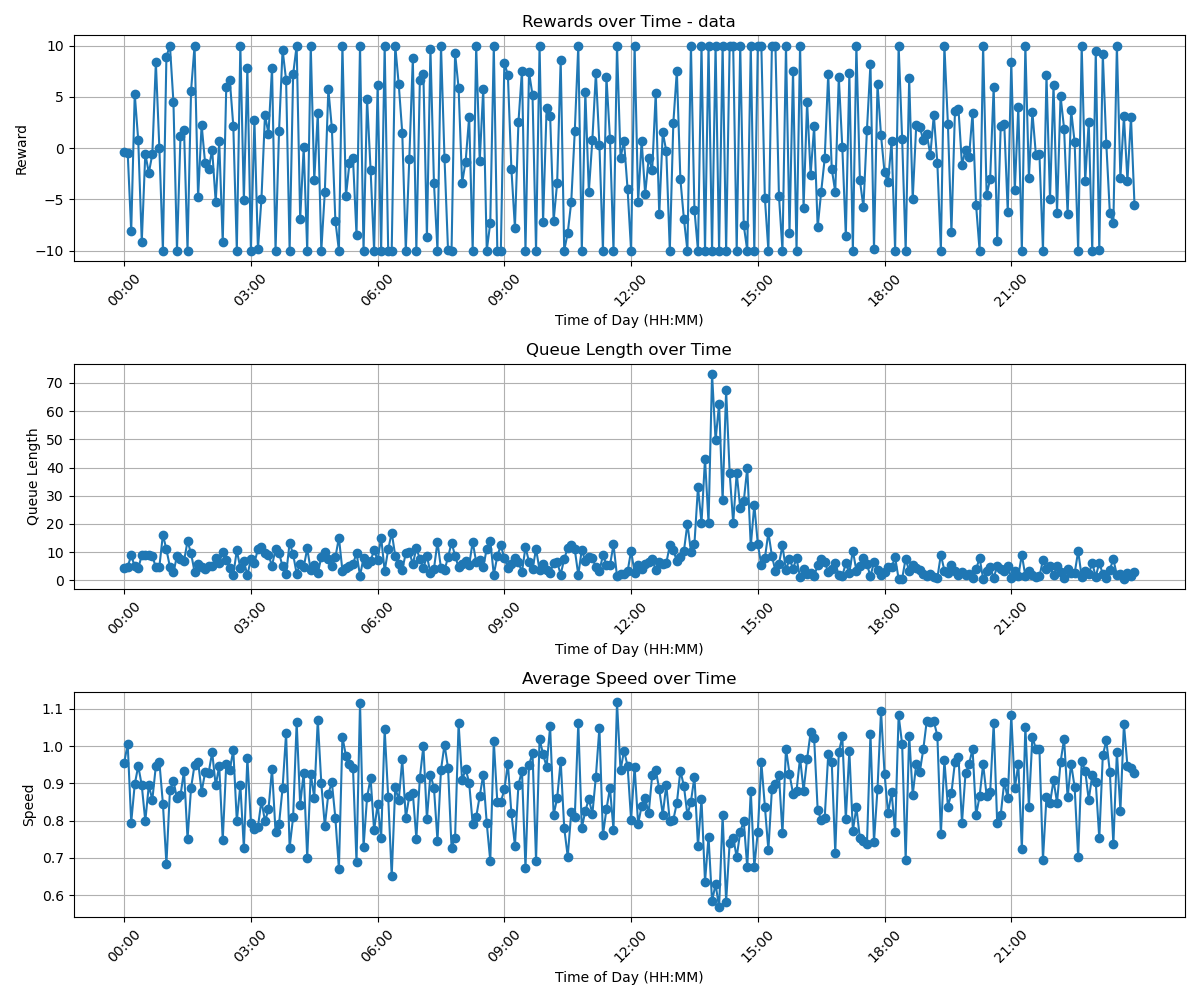 Rewards over Time - data
10
5
0
−5
−10
Reward
00:00 03:00 06:00 09:00 12:00 15:00 18:00 21:00
Time of Day (HH:MM)
Queue Length over Time
70
60
50
40
30
20
10
0
Queue Length
00:00 03:00 06:00 09:00 12:00 15:00 18:00 21:00
Time of Day (HH:MM)
Average Speed over Time
1.1
1.0
0.9
0.8
0.7
0.6
Speed
00:00 03:00 06:00 09:00 12:00 15:00 18:00 21:00
Time of Day (HH:MM)